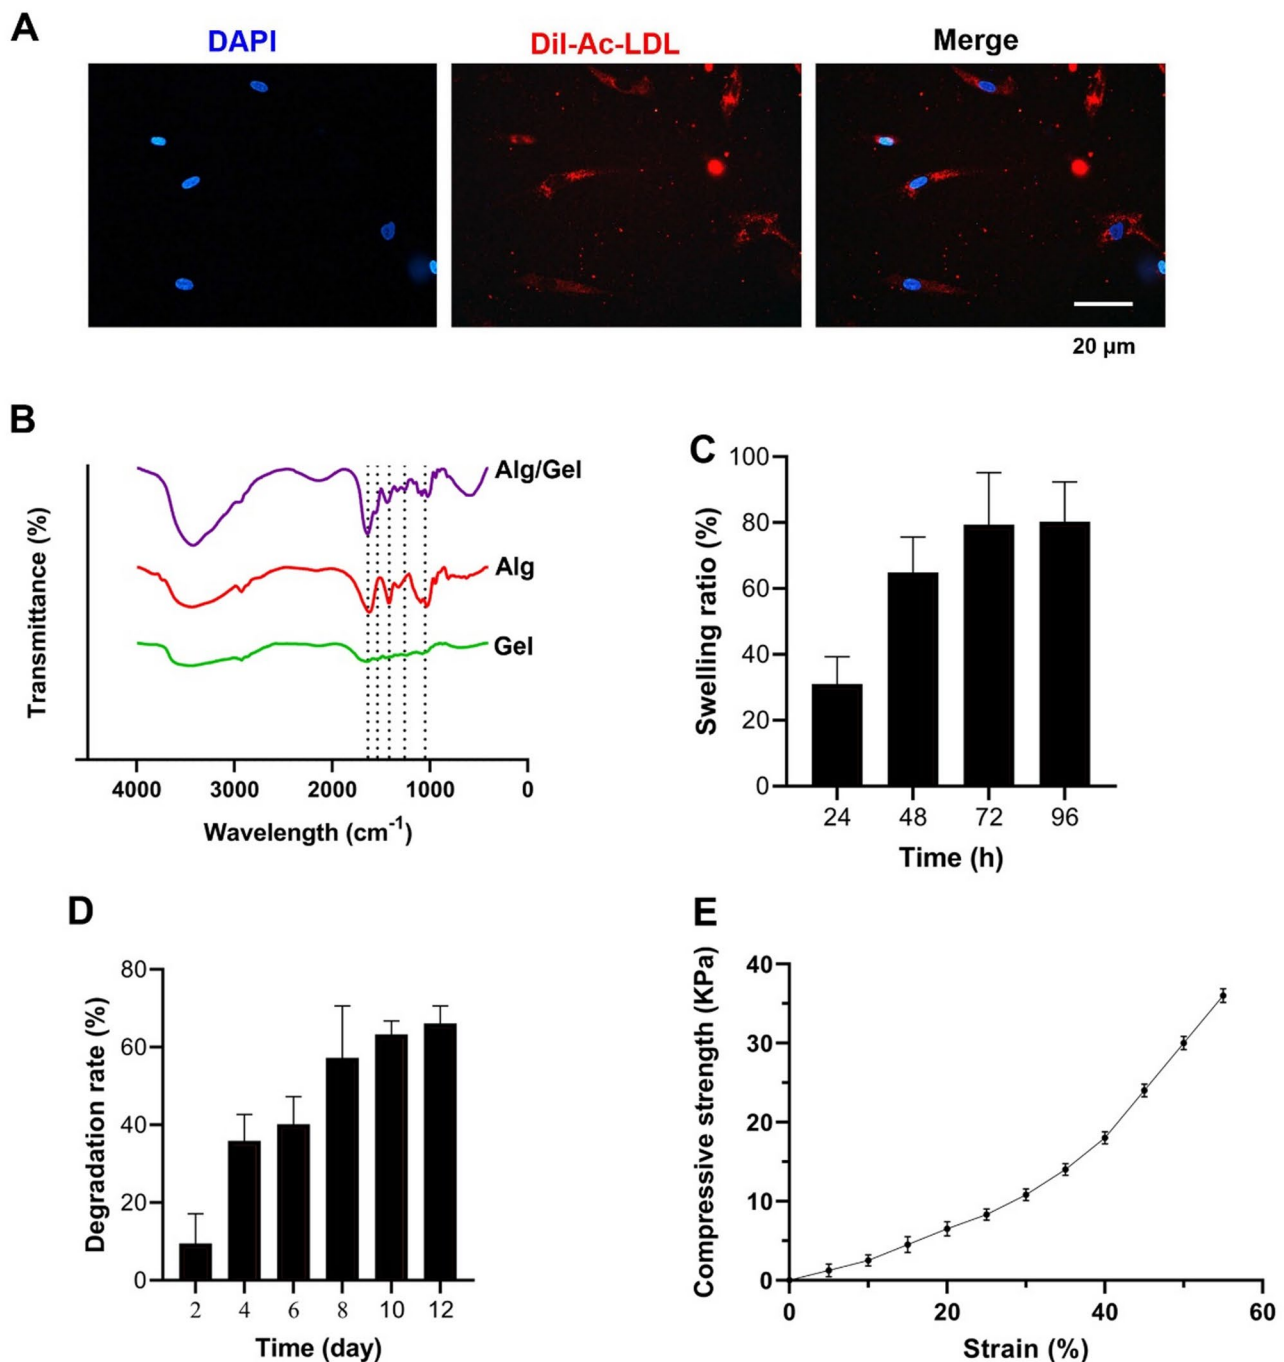 A
DAPI
Dil-Ac-LDL
Merge
20 µm
B
Transmittance (%)
Alg/Gel
Alg
Gel
4000 3000 2000 1000 0
Wavelength (cm⁻¹)
C
Swelling ratio (%)
100
80
60
40
20
0
24 48 72 96
Time (h)
D
Degradation rate (%)
80
60
40
20
0
2 4 6 8 10 12
Time (day)
E
Compressive strength (KPa)
40
30
20
10
0
0 20 40 60
Strain (%)